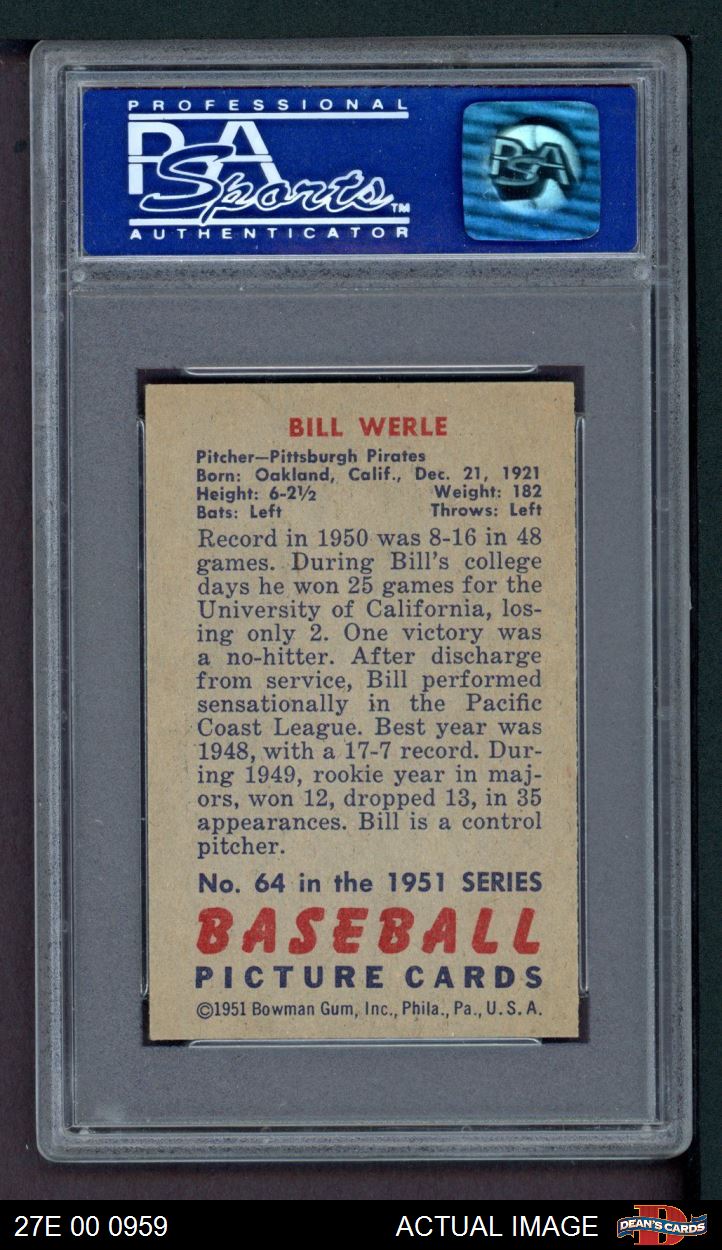 PROFESSIONAL
PSA
Sports™
AUTHENTICATOR
PSA
BILL WERLE
Pitcher—Pittsburgh Pirates
Born: Oakland, Calif., Dec. 21, 1921
Height: 6-2½ Weight: 182
Bats: Left Throws: Left
Record in 1950 was 8-16 in 48
games. During Bill's college
days he won 25 games for the
University of California, los-
ing only 2. One victory was
a no-hitter. After discharge
from service, Bill performed
sensationally in the Pacific
Coast League. Best year was
1948, with a 17-7 record. Dur-
ing 1949, rookie year in maj-
ors, won 12, dropped 13, in 35
appearances. Bill is a control
pitcher.
No. 64 in the 1951 SERIES
BASEBALL
PICTURE CARDS
©1951 Bowman Gum, Inc., Phila., Pa., U. S. A.
27E 00 0959 ACTUAL IMAGE D DEAN'S CARDS